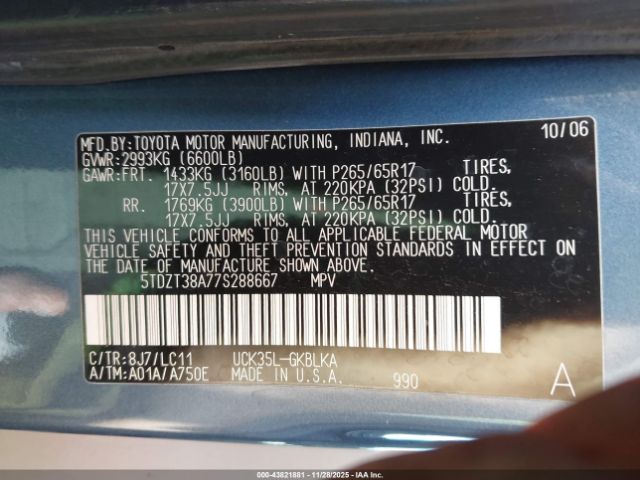 MFD.BY:TOYOTA MOTOR MANUFACTURING, INDIANA, INC. 10/06
GVWR:2993KG (6600LB)
GAWR:FRT. 1433KG (3160LB) WITH P265/65R17 TIRES,
17X7.5JJ RIMS, AT 220KPA (32PSI) COLD.
RR. 1769KG (3900LB) WITH P265/65R17 TIRES,
17X7.5JJ RIMS, AT 220KPA (32PSI) COLD.
THIS VEHICLE CONFORMS TO ALL APPLICABLE FEDERAL MOTOR
VEHICLE SAFETY AND THEFT PREVENTION STANDARDS IN EFFECT ON
THE DATE OF MANUFACTURE SHOWN ABOVE.
5TDZT38A77S288667 MPV
C/TR:8J7/LC11 UCK35L-GKBLKA
A/TM:A01A/A750E MADE IN U.S.A. 990 A
000-43821881 - 11/28/2025 - IAAI.COM